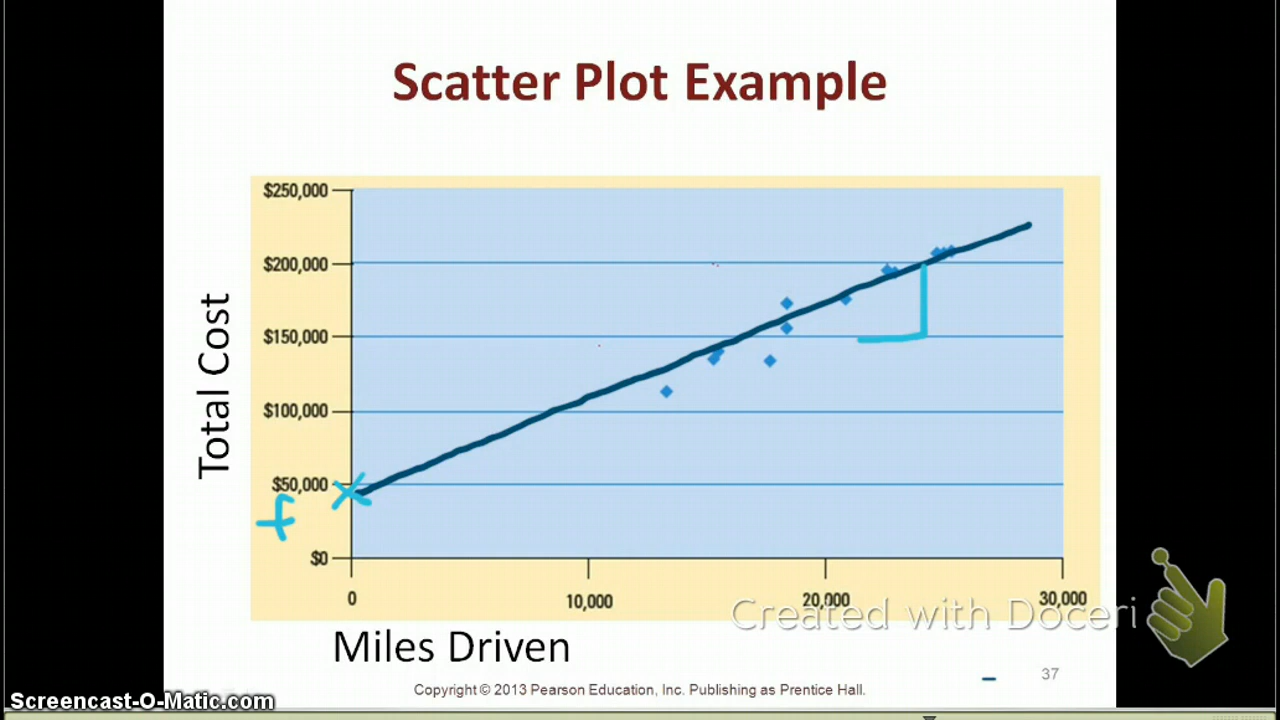 Scatter Plot Example
$250,000
$200,000
$150,000
$100,000
$50,000
$0
f
Total Cost
0
10,000
20,000
30,000
Miles Driven
Created with Doceri
37
Copyright © 2013 Pearson Education, Inc. Publishing as Prentice Hall.
Screencast-O-Matic.com